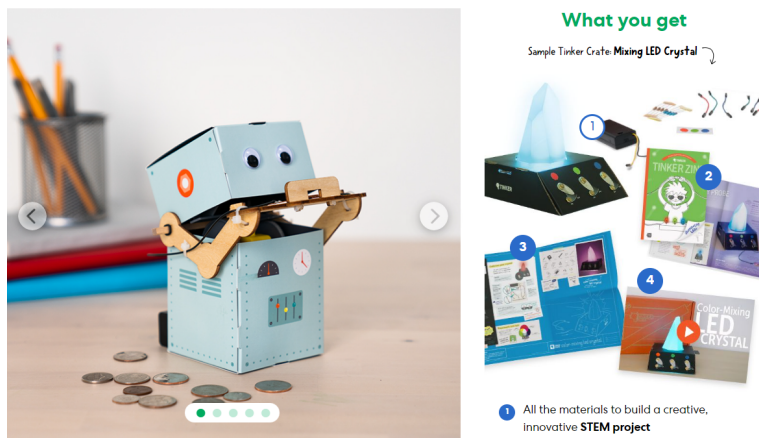 What you get
Sample Tinker Crate: Mixing LED Crystal
1
TINKER
TINKER ZINE
2
3
4
Color-Mixing
LED
CRYSTAL
1
All the materials to build a creative,
innovative STEM project